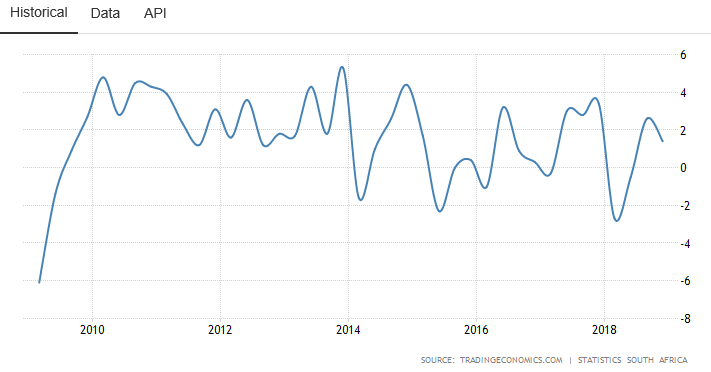 Historical Data API
6
4
2
0
-2
-4
-6
-8
2010 2012 2014 2016 2018
SOURCE: TRADINGECONOMICS.COM | STATISTICS SOUTH AFRICA